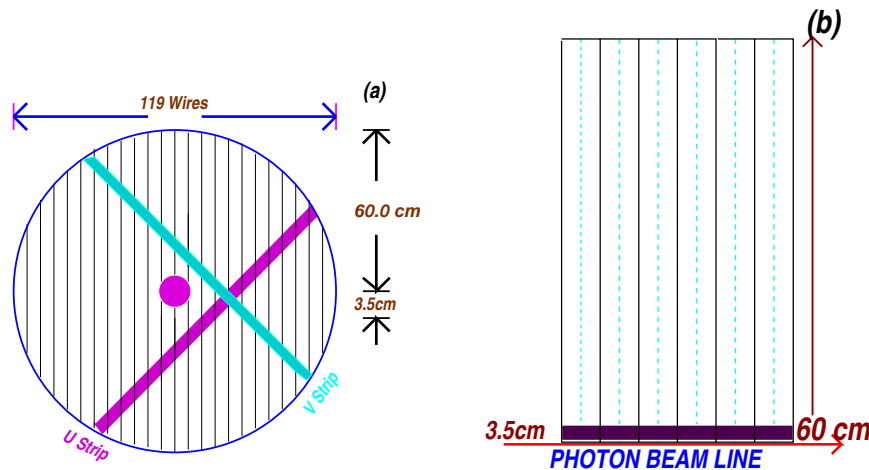 (a)
119 Wires
60.0 cm
3.5cm
U Strip
V Strip
(b)
3.5cm
60 cm
PHOTON BEAM LINE